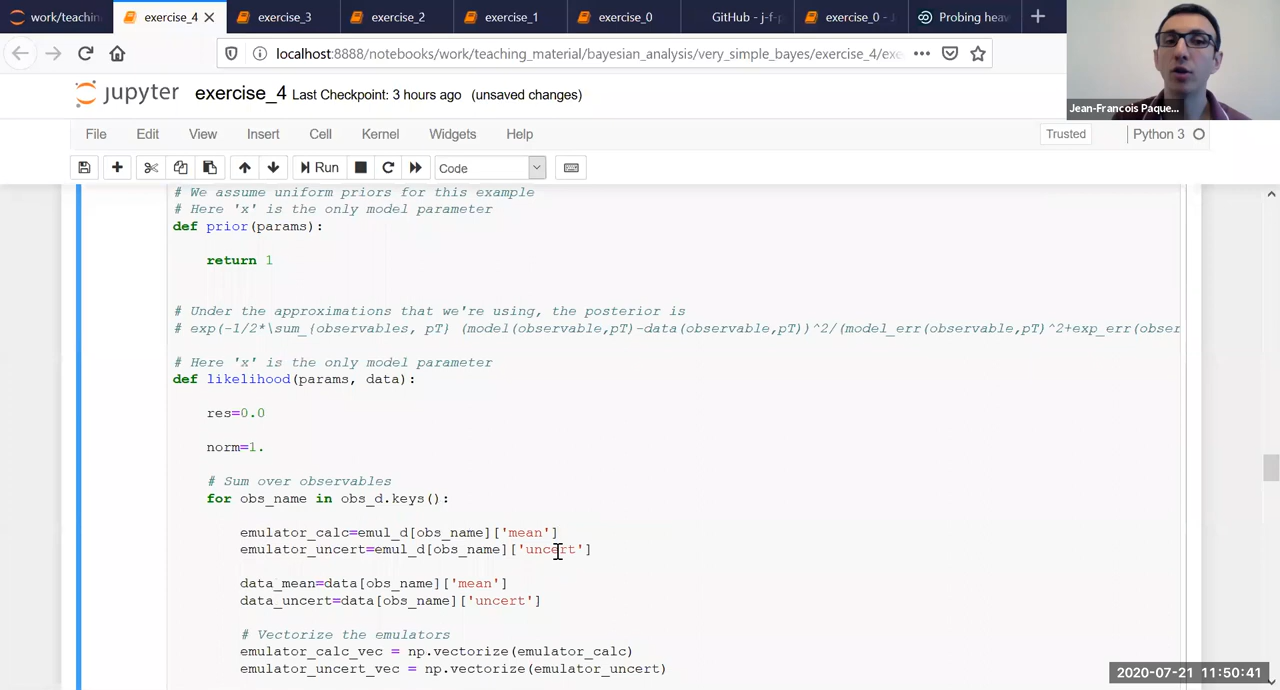 work/teachin
exercise_4
exercise_3
exercise_2
exercise_1
exercise_0
GitHub - j-f-p
exercise_0 - J
Probing heav
localhost:8888/notebooks/work/teaching_material/bayesian_analysis/very_simple_bayes/exercise_4/exe
Jean-Francois Paque...
jupyter exercise_4 Last Checkpoint: 3 hours ago (unsaved changes)
File Edit View Insert Cell Kernel Widgets Help
Trusted
Python 3
Run
Code
# We assume uniform priors for this example
# Here 'x' is the only model parameter
def prior(params):
return 1
# Under the approximations that we're using, the posterior is
# exp(-1/2*\sum_{observables, pT} (model(observable,pT)-data(observable,pT))^2/(model_err(observable,pT)^2+exp_err(obser
# Here 'x' is the only model parameter
def likelihood(params, data):
res=0.0
norm=1.
# Sum over observables
for obs_name in obs_d.keys():
emulator_calc=emul_d[obs_name]['mean']
emulator_uncert=emul_d[obs_name]['uncert']
data_mean=data[obs_name]['mean']
data_uncert=data[obs_name]['uncert']
# Vectorize the emulators
emulator_calc_vec = np.vectorize(emulator_calc)
emulator_uncert_vec = np.vectorize(emulator_uncert)
2020-07-21 11:50:41